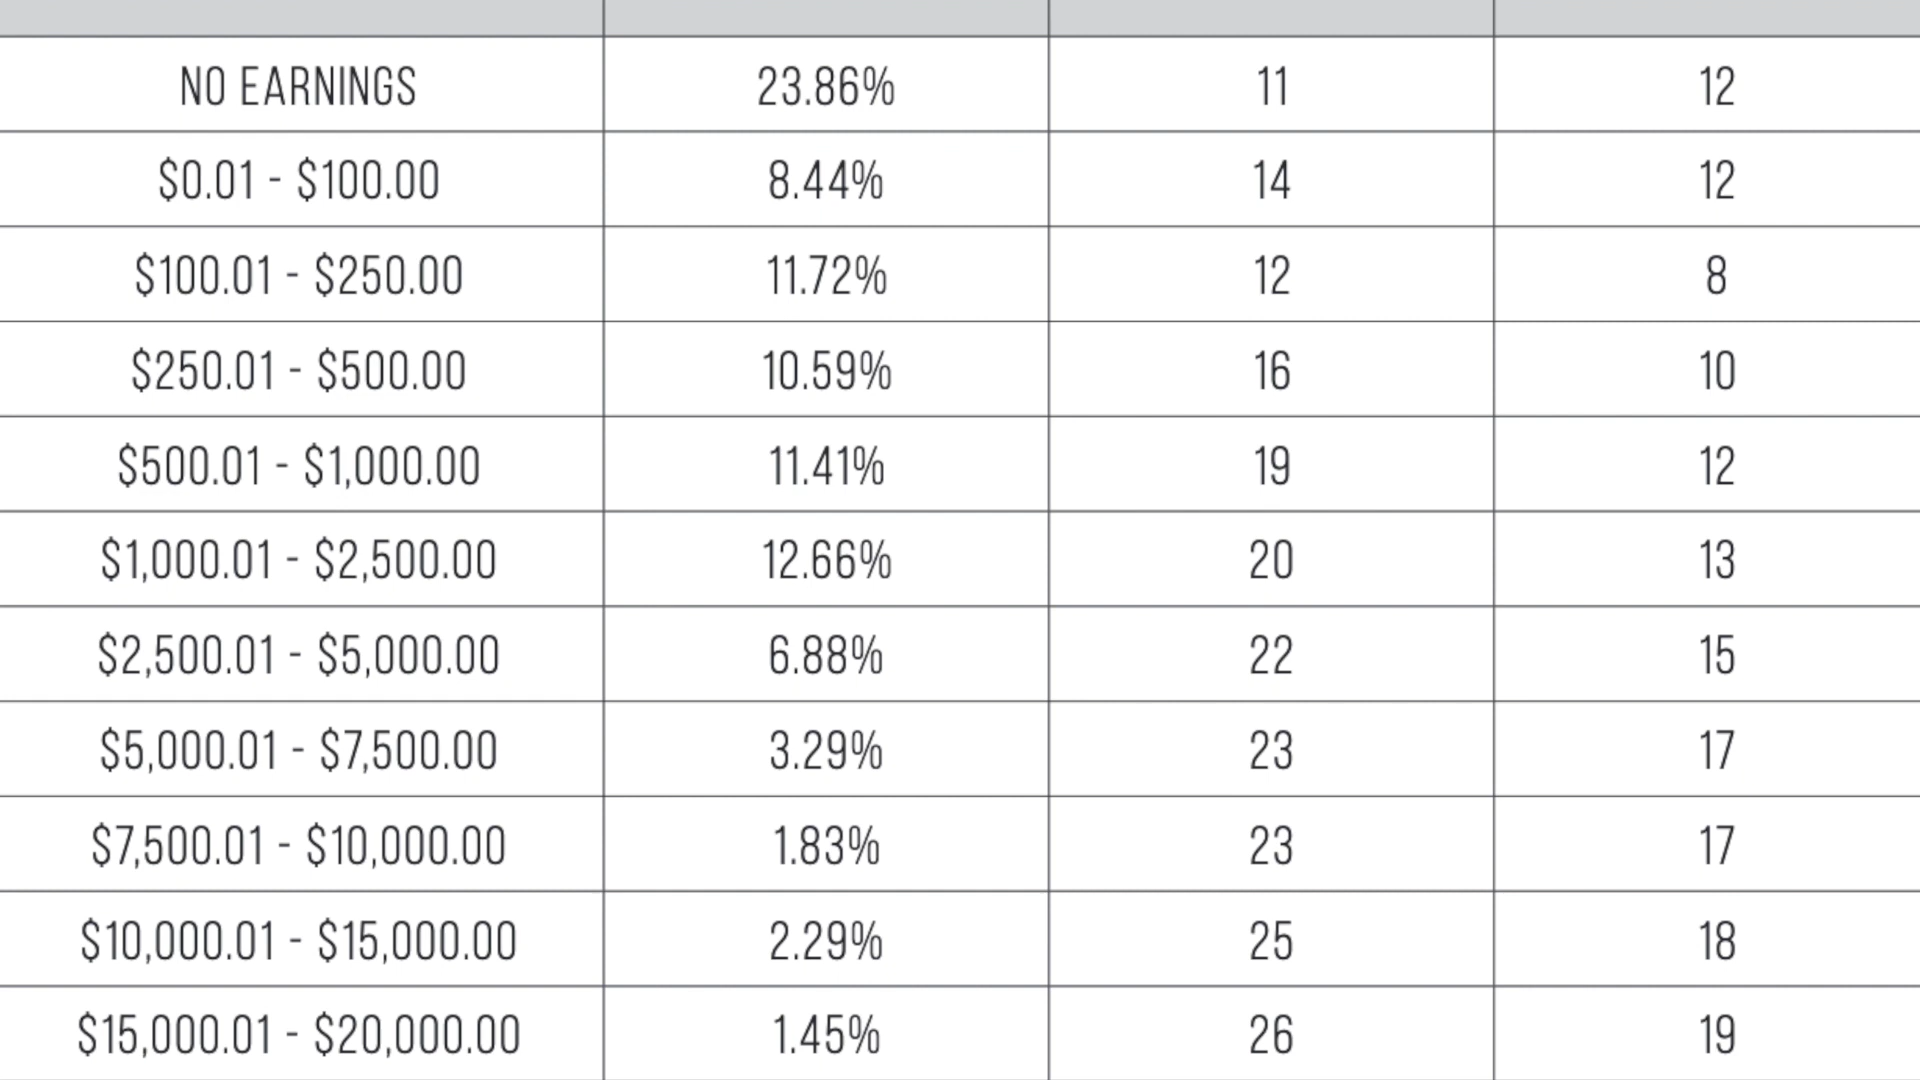 NO EARNINGS 23.86% 11 12
$0.01 - $100.00 8.44% 14 12
$100.01 - $250.00 11.72% 12 8
$250.01 - $500.00 10.59% 16 10
$500.01 - $1,000.00 11.41% 19 12
$1,000.01 - $2,500.00 12.66% 20 13
$2,500.01 - $5,000.00 6.88% 22 15
$5,000.01 - $7,500.00 3.29% 23 17
$7,500.01 - $10,000.00 1.83% 23 17
$10,000.01 - $15,000.00 2.29% 25 18
$15,000.01 - $20,000.00 1.45% 26 19